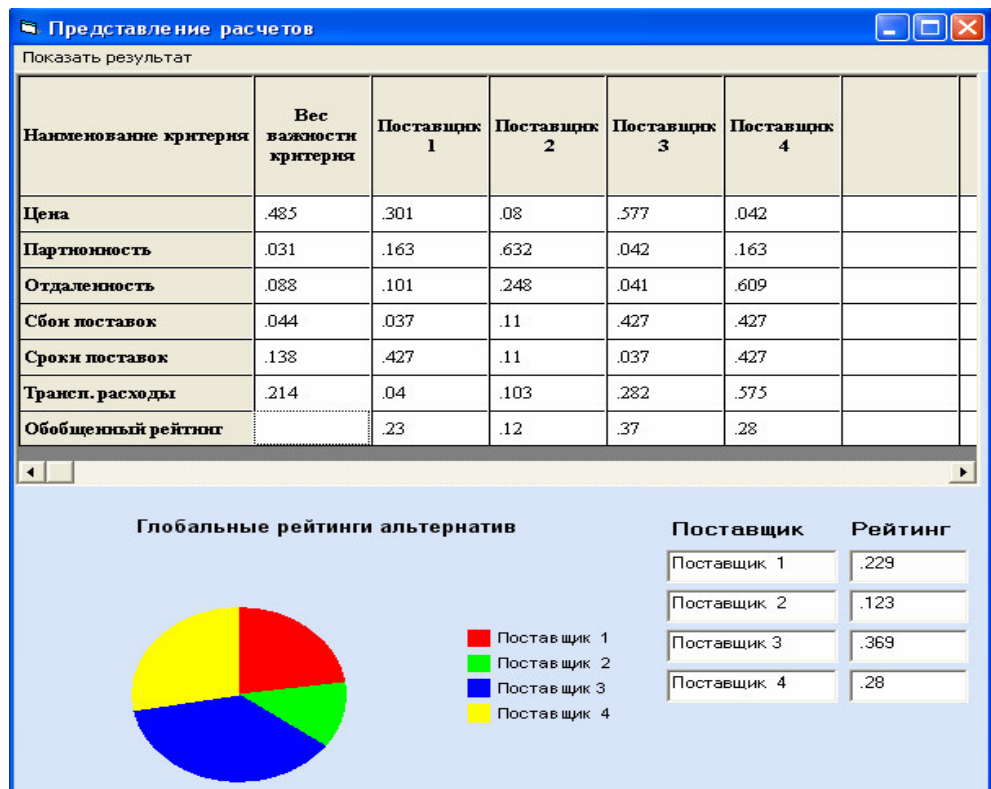 Представление расчетов
Показать результат
Наименование критерия Вес важности критерия Поставщик 1 Поставщик 2 Поставщик 3 Поставщик 4
Цена .485 .301 .08 .577 .042
Партионность .031 .163 .632 .042 .163
Отдаленность .088 .101 .248 .041 .609
Сбои поставок .044 .037 .11 .427 .427
Сроки поставок .138 .427 .11 .037 .427
Трансп. расходы .214 .04 .103 .282 .575
Обобщенный рейтинг .23 .12 .37 .28
Глобальные рейтинги альтернатив
Поставщик 1
Поставщик 2
Поставщик 3
Поставщик 4
Поставщик Рейтинг
Поставщик 1 .229
Поставщик 2 .123
Поставщик 3 .369
Поставщик 4 .28